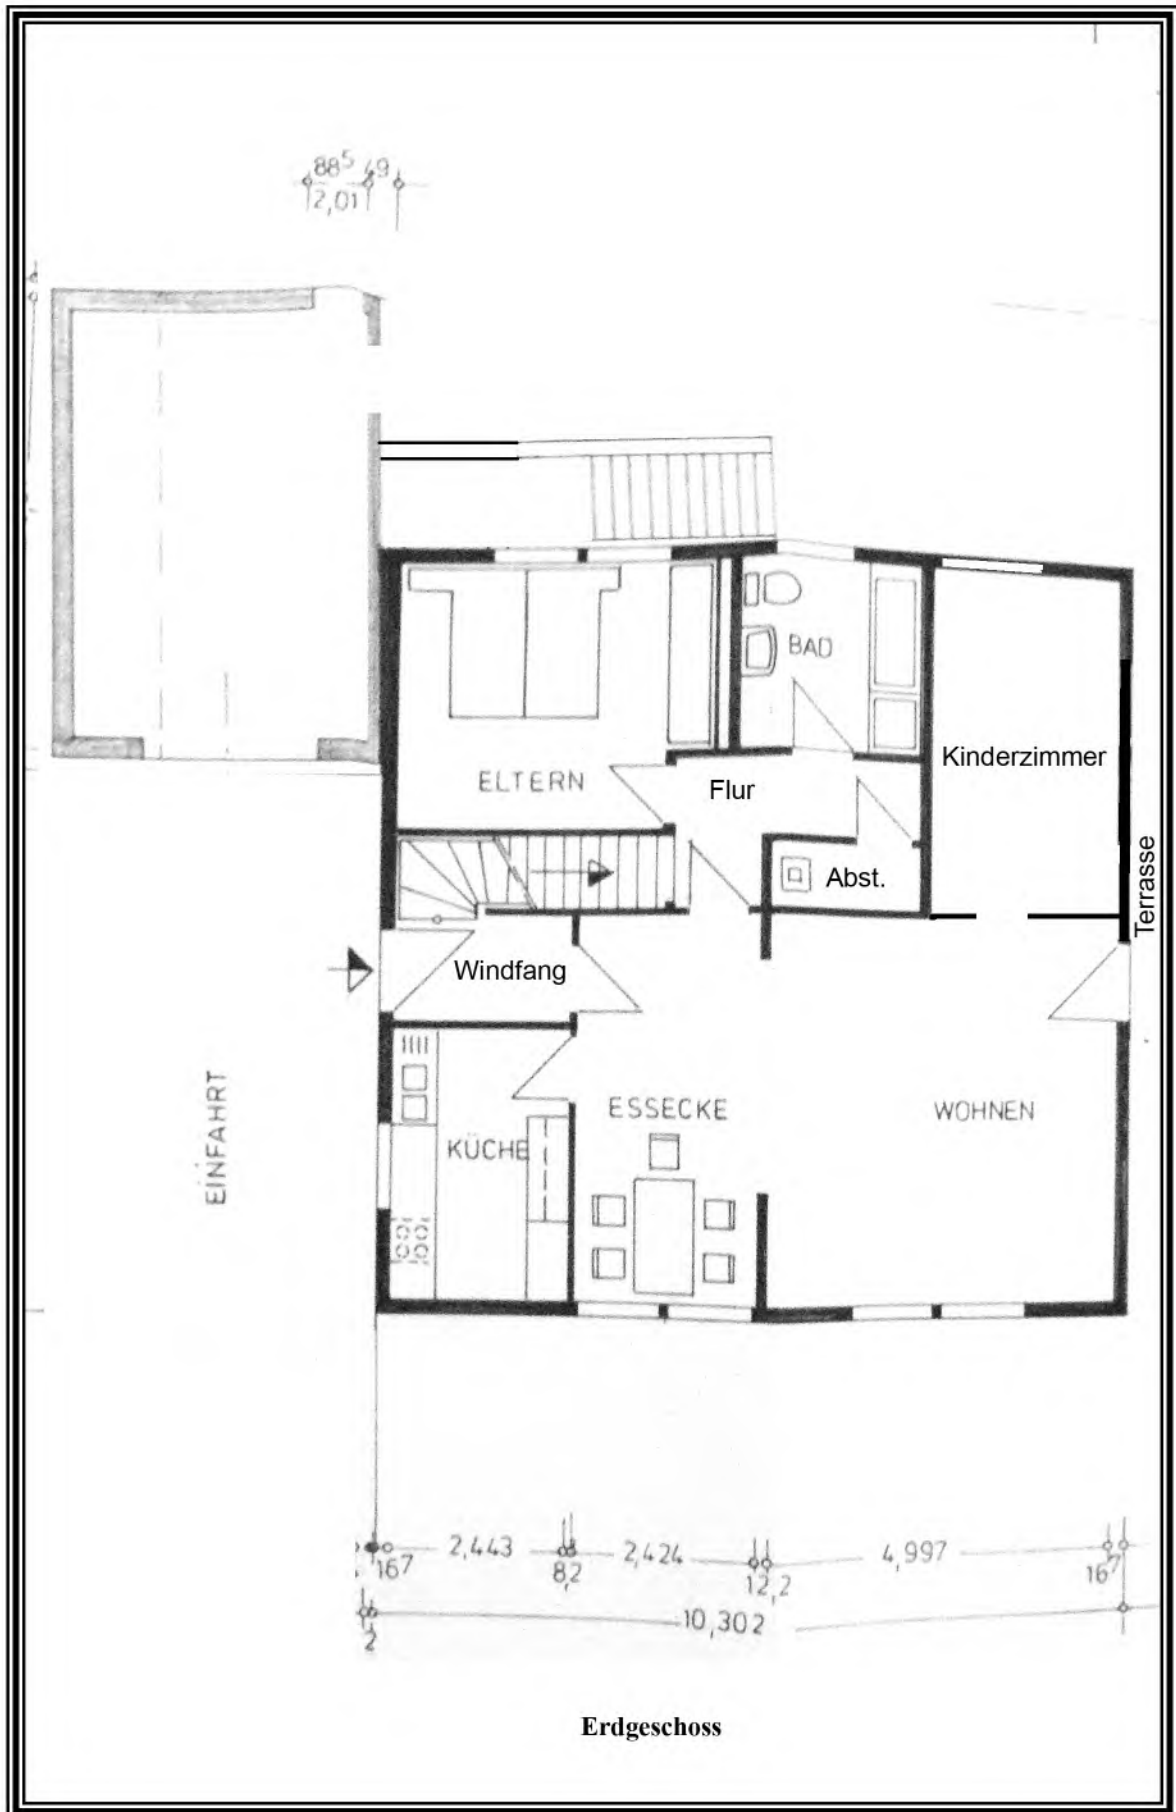 88⁵ 49
2,01
BAD
Kinderzimmer
ELTERN
Flur
Abst.
Terrasse
Windfang
EINFAHRT
ESSECKE
WOHNEN
KÜCHE
2,443 2,424 4,997
16⁷ 8,2 12,2 16⁷
10,302
2
Erdgeschoss